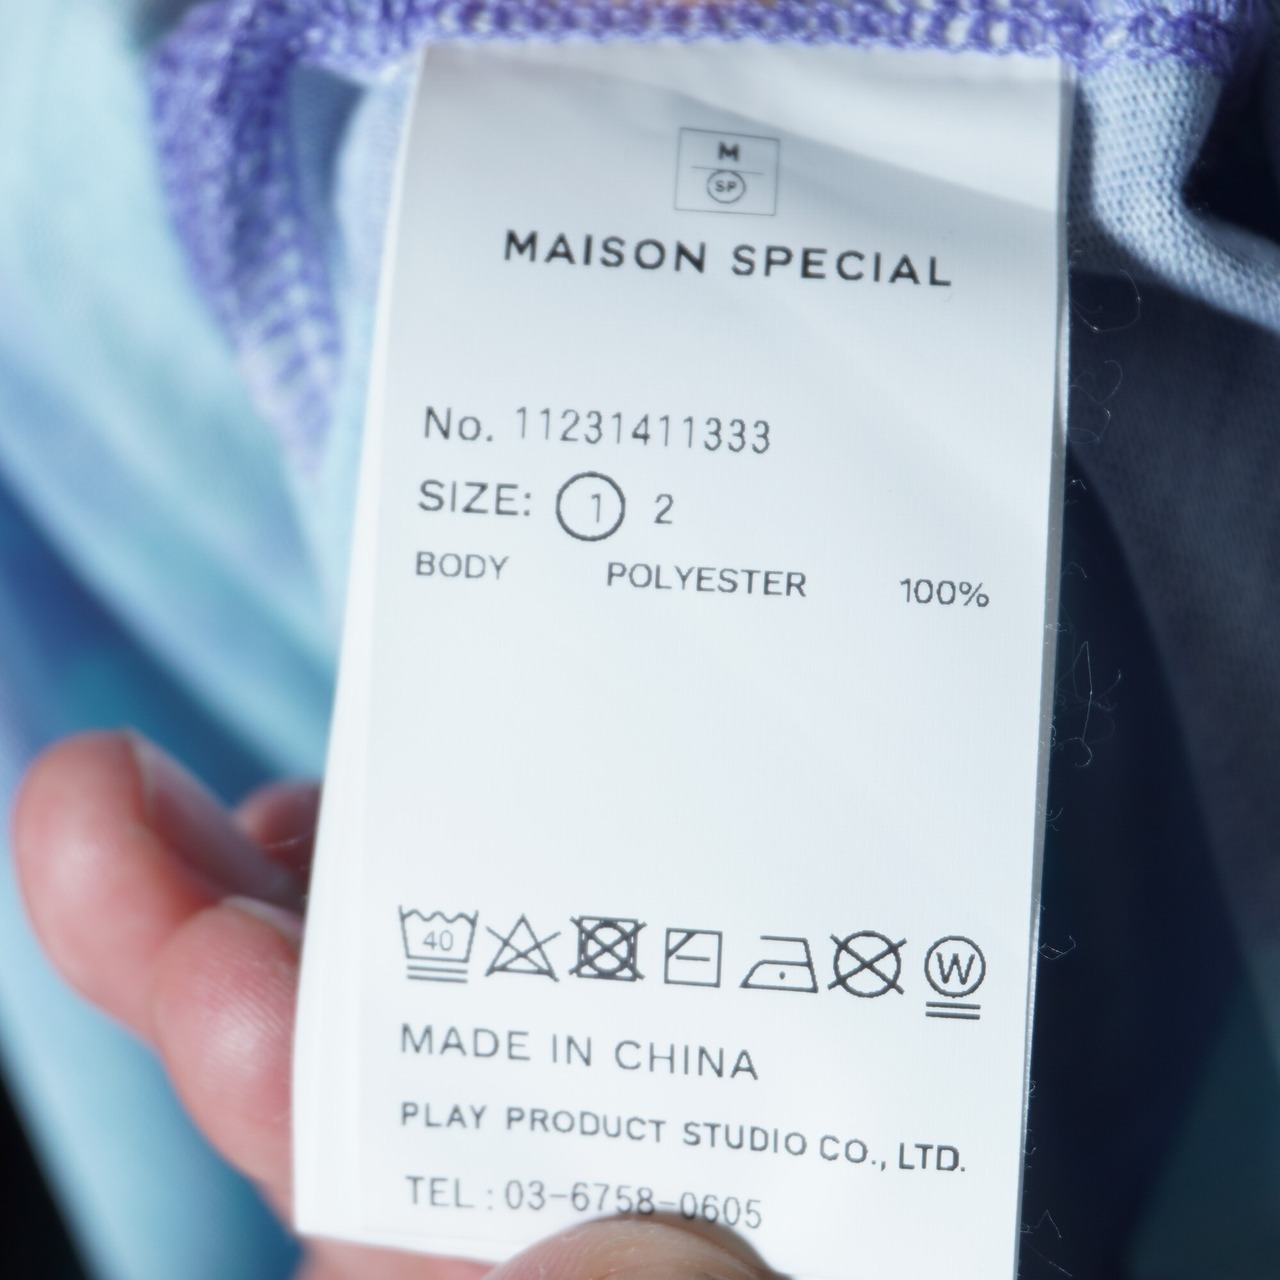 M
SP
MAISON SPECIAL
No. 11231411333
SIZE: 1 2
BODY POLYESTER 100%
40
W
MADE IN CHINA
PLAY PRODUCT STUDIO CO., LTD.
TEL : 03-6758-0605